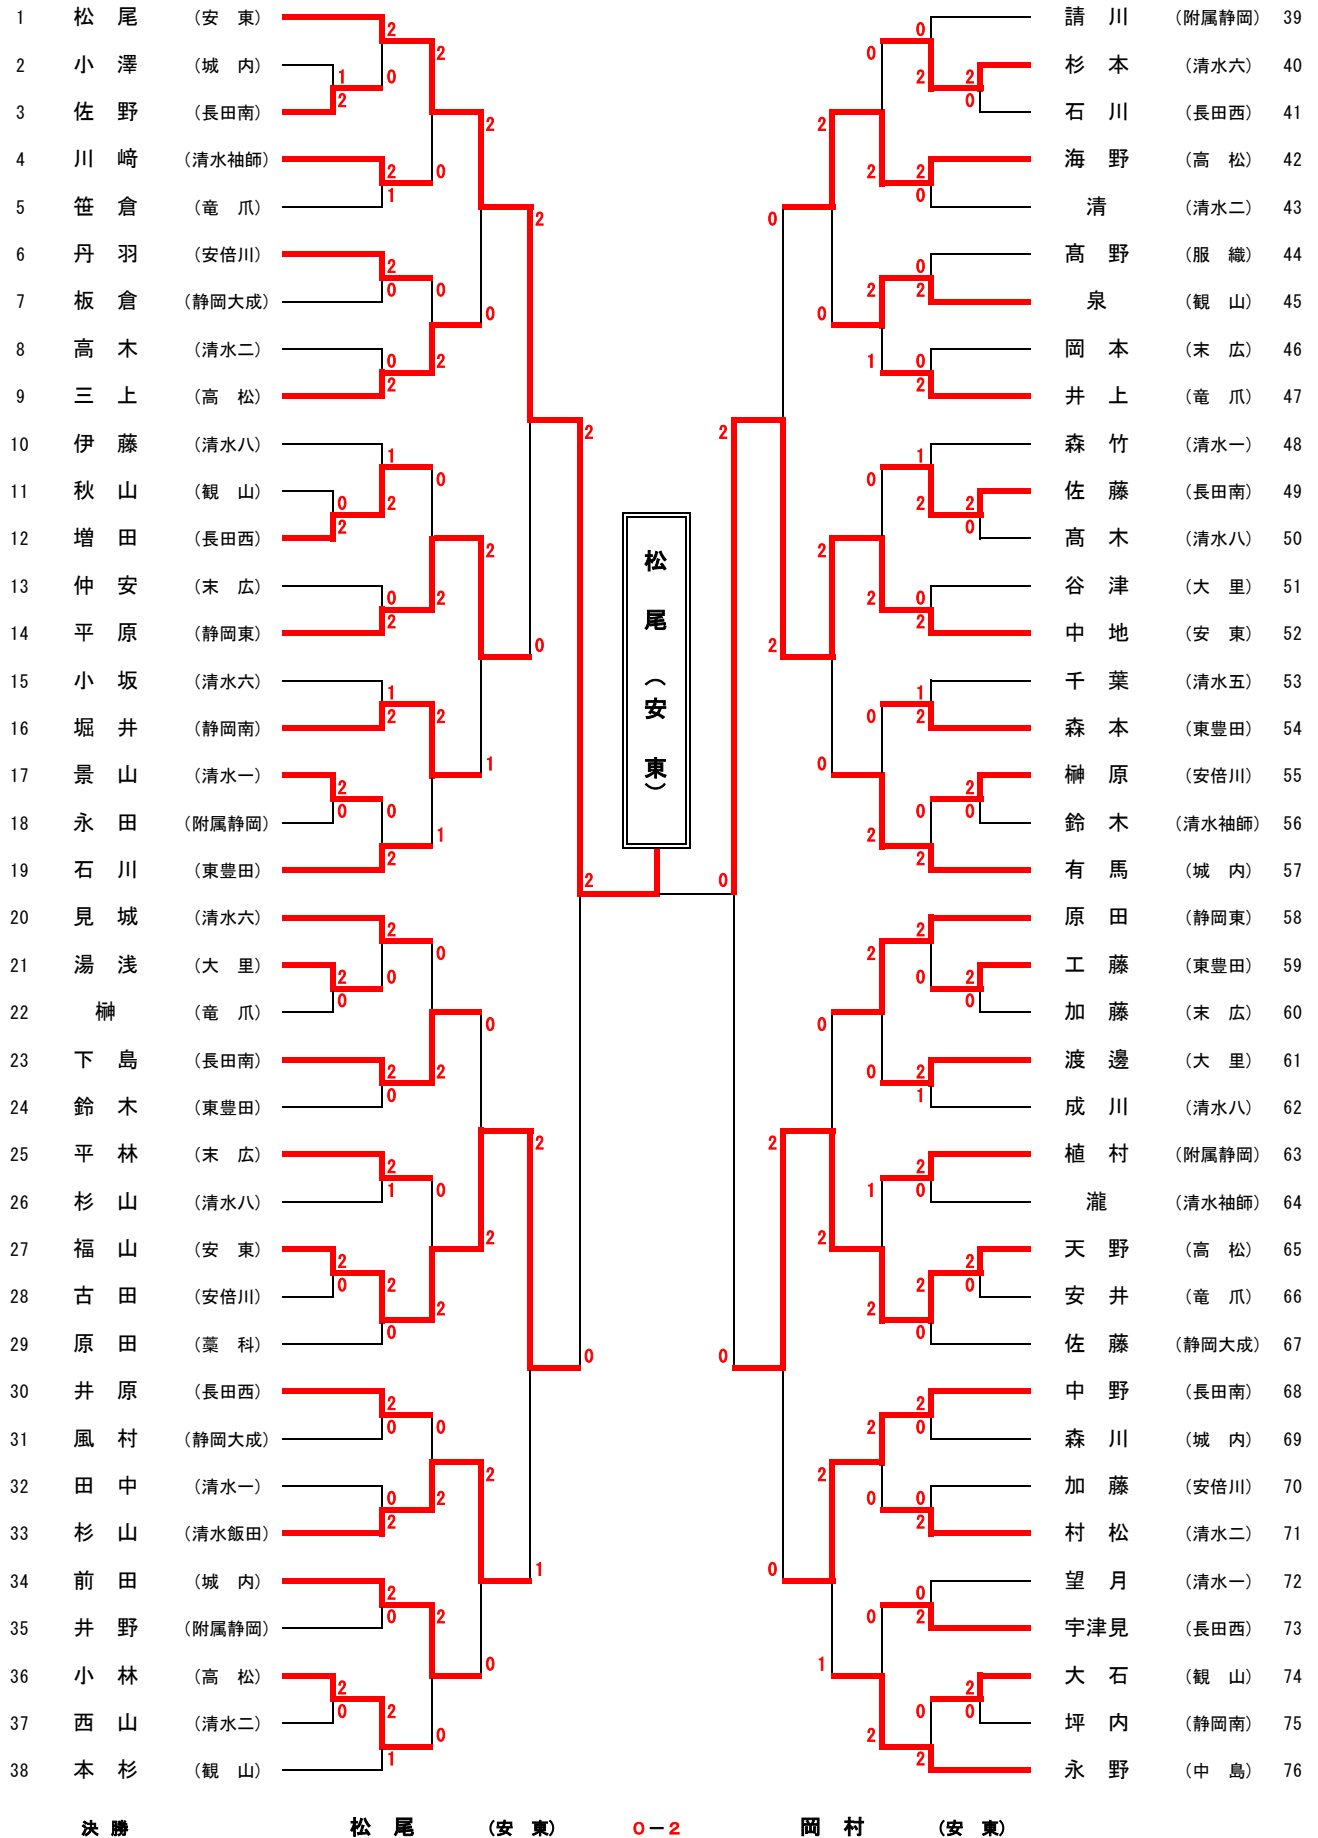 1 松 尾 (安 東) 請 川 (附属静岡) 39
2 小 澤 (城 内) 杉 本 (清水六) 40
3 佐 野 (長田南) 石 川 (長田西) 41
4 川 﨑 (清水袖師) 海 野 (高 松) 42
5 笹 倉 (竜 爪) 清 (清水二) 43
6 丹 羽 (安倍川) 髙 野 (服 織) 44
7 板 倉 (静岡大成) 泉 (観 山) 45
8 高 木 (清水二) 岡 本 (末 広) 46
9 三 上 (高 松) 井 上 (竜 爪) 47
10 伊 藤 (清水八) 森 竹 (清水一) 48
11 秋 山 (観 山) 佐 藤 (長田南) 49
12 増 田 (長田西) 髙 木 (清水八) 50
13 仲 安 (末 広) 谷 津 (大 里) 51
14 平 原 (静岡東) 中 地 (安 東) 52
15 小 坂 (清水六) 千 葉 (清水五) 53
16 堀 井 (静岡南) 森 本 (東豊田) 54
17 景 山 (清水一) 榊 原 (安倍川) 55
18 永 田 (附属静岡) 鈴 木 (清水袖師) 56
19 石 川 (東豊田) 有 馬 (城 内) 57
20 見 城 (清水六) 原 田 (静岡東) 58
21 湯 浅 (大 里) 工 藤 (東豊田) 59
22 榊 (竜 爪) 加 藤 (末 広) 60
23 下 島 (長田南) 渡 邊 (大 里) 61
24 鈴 木 (東豊田) 成 川 (清水八) 62
25 平 林 (末 広) 植 村 (附属静岡) 63
26 杉 山 (清水八) 瀧 (清水袖師) 64
27 福 山 (安 東) 天 野 (高 松) 65
28 古 田 (安倍川) 安 井 (竜 爪) 66
29 原 田 (藁 科) 佐 藤 (静岡大成) 67
30 井 原 (長田西) 中 野 (長田南) 68
31 風 村 (静岡大成) 森 川 (城 内) 69
32 田 中 (清水一) 加 藤 (安倍川) 70
33 杉 山 (清水飯田) 村 松 (清水二) 71
34 前 田 (城 内) 望 月 (清水一) 72
35 井 野 (附属静岡) 宇津見 (長田西) 73
36 小 林 (高 松) 大 石 (観 山) 74
37 西 山 (清水二) 坪 内 (静岡南) 75
38 本 杉 (観 山) 永 野 (中 島) 76
松 尾 (安 東)
決 勝 松 尾 (安 東) 0－2 岡 村 (安 東)